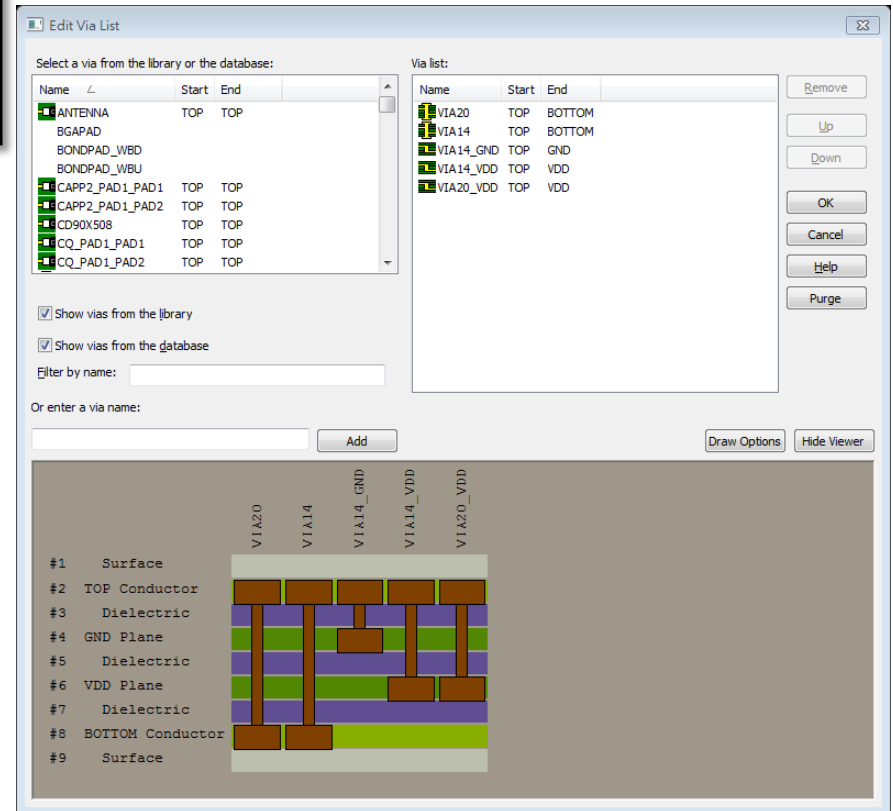 Edit Via List
Select a via from the library or the database:
Name Start End
ANTENNA TOP TOP
BGAPAD
BONDPAD_WBD
BONDPAD_WBU
CAPP2_PAD1_PAD1 TOP TOP
CAPP2_PAD1_PAD2 TOP TOP
CD90X508 TOP TOP
CQ_PAD1_PAD1 TOP TOP
CQ_PAD1_PAD2 TOP TOP
Show vias from the library
Show vias from the database
Filter by name:
Or enter a via name:
Add
Via list:
Name Start End
VIA20 TOP BOTTOM
VIA14 TOP BOTTOM
VIA14_GND TOP GND
VIA14_VDD TOP VDD
VIA20_VDD TOP VDD
Remove
Up
Down
OK
Cancel
Help
Purge
Draw Options Hide Viewer
VIA20 VIA14 VIA14_GND VIA14_VDD VIA20_VDD
#1 Surface
#2 TOP Conductor
#3 Dielectric
#4 GND Plane
#5 Dielectric
#6 VDD Plane
#7 Dielectric
#8 BOTTOM Conductor
#9 Surface